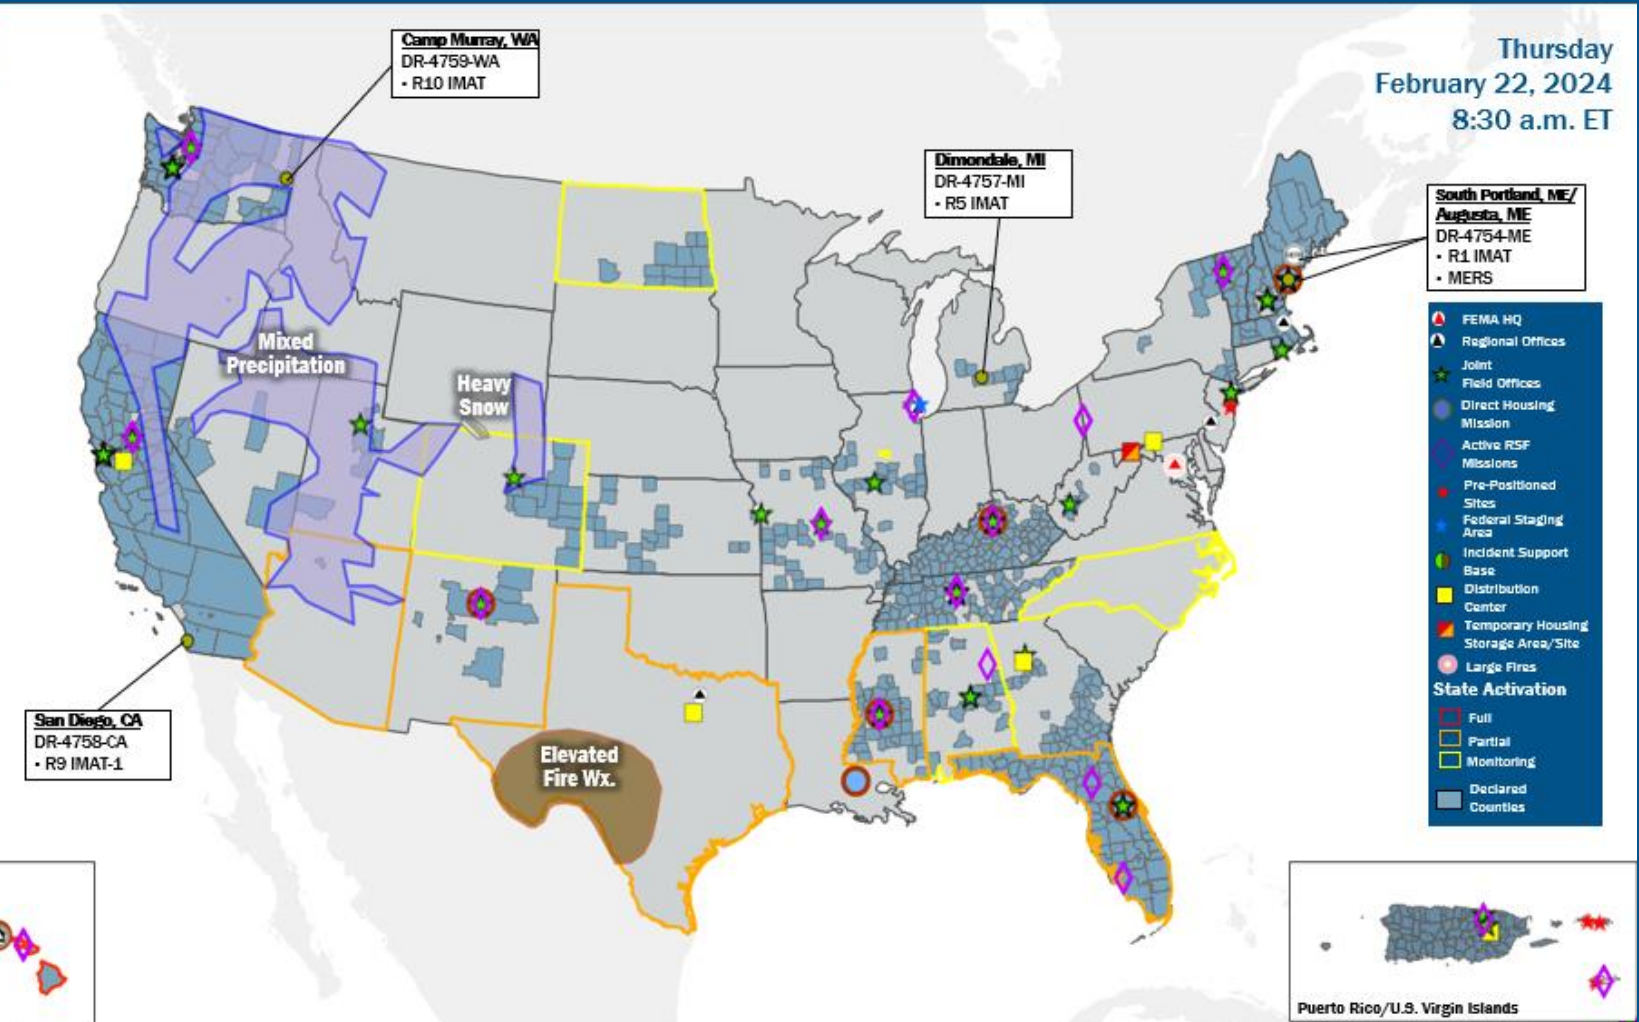 Thursday
February 22, 2024
8:30 a.m. ET
Camp Murray, WA
DR-4759-WA
▪ R10 IMAT
Dimondale, MI
DR-4757-MI
▪ R5 IMAT
South Portland, ME/
Augusta, ME
DR-4754-ME
▪ R1 IMAT
▪ MERS
Mixed
Precipitation
Heavy
Snow
San Diego, CA
DR-4758-CA
▪ R9 IMAT-1
Elevated
Fire Wx.
FEMA HQ
Regional Offices
Joint
Field Offices
Direct Housing
Mission
Active RSF
Missions
Pre-Positioned
Sites
Federal Staging
Area
Incident Support
Base
Distribution
Center
Temporary Housing
Storage Area/Site
Large Fires
State Activation
Full
Partial
Monitoring
Declared
Counties
Puerto Rico/U.S. Virgin Islands